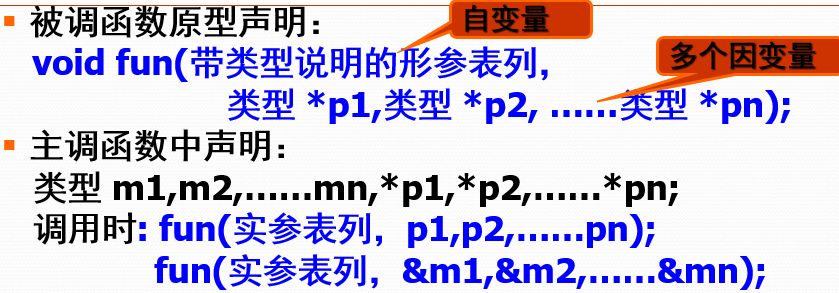 被调函数原型声明：
自变量
void fun(带类型说明的形参表列，
多个因变量
类型 *p1,类型 *p2, ......类型 *pn);
主调函数中声明：
类型 m1,m2,......mn,*p1,*p2,......*pn;
调用时: fun(实参表列，p1,p2,......pn);
fun(实参表列，&m1,&m2,......&mn);